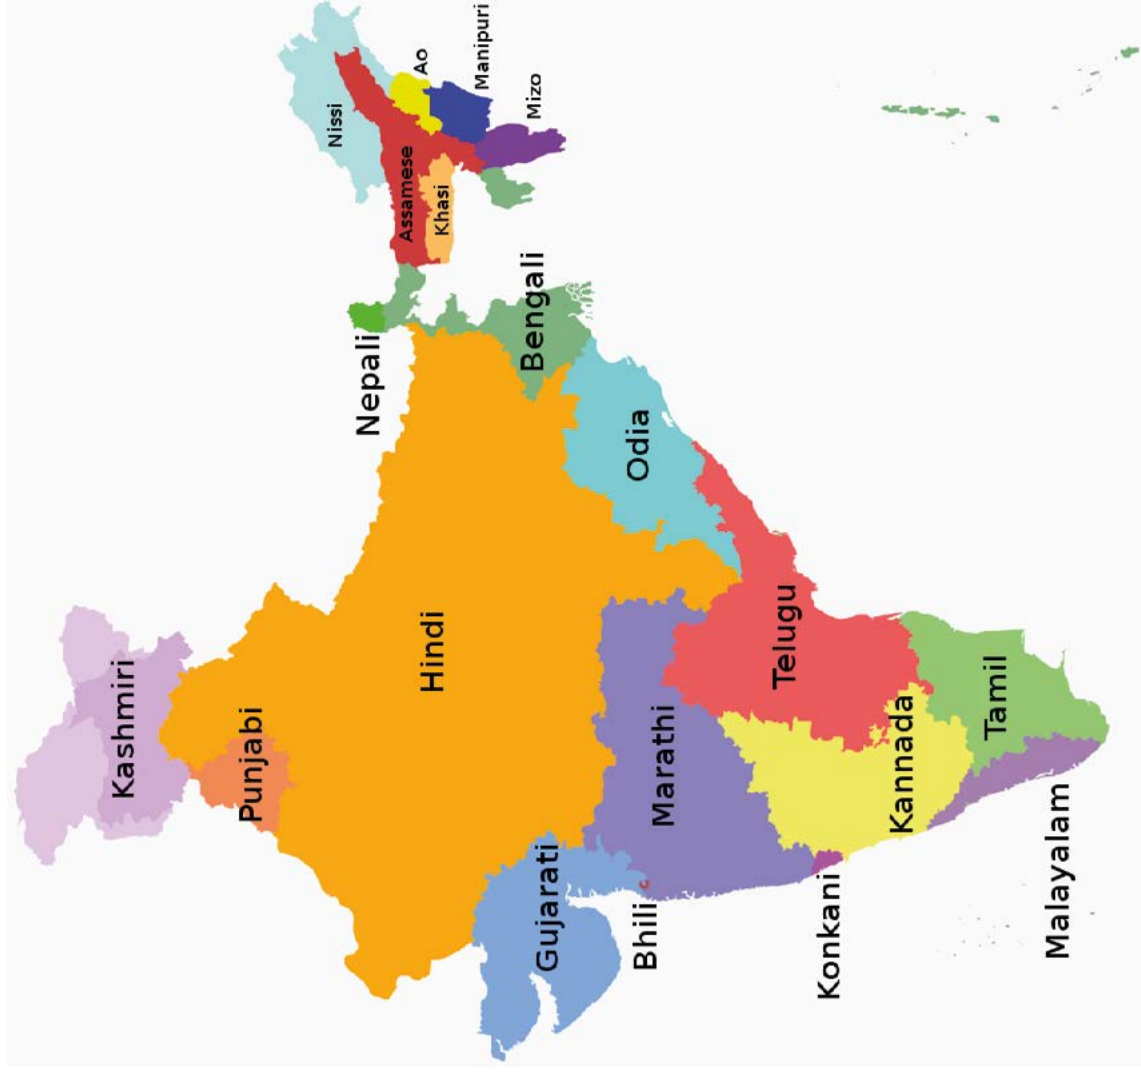 Kashmiri
Punjabi
Hindi
Nepali
Nissi
Assamese
Khasi
Ao
Manipuri
Mizo
Bengali
Odia
Gujarati
Bhili
Marathi
Telugu
Konkani
Kannada
Tamil
Malayalam